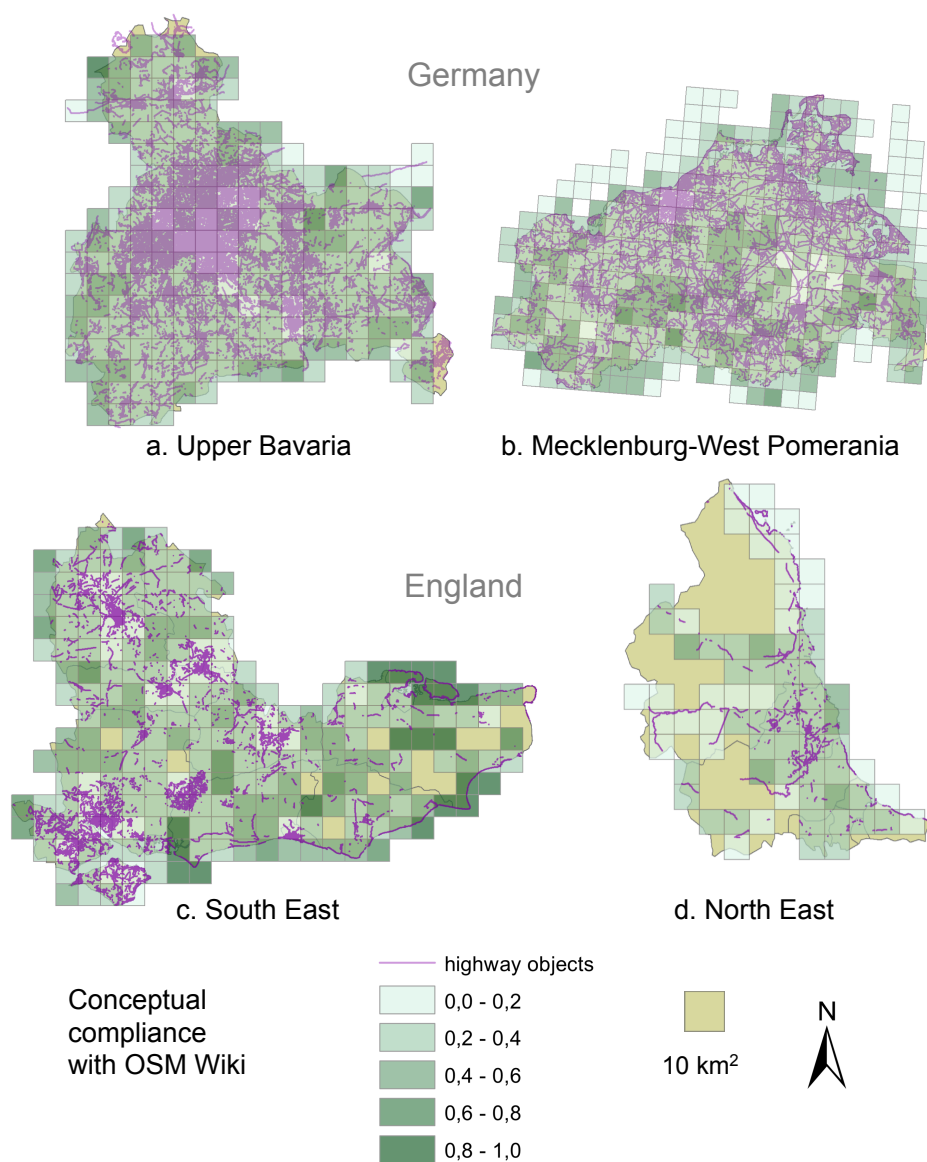 Germany
a. Upper Bavaria
b. Mecklenburg-West Pomerania
England
c. South East
d. North East
Conceptual
compliance
with OSM Wiki
highway objects
0,0 - 0,2
0,2 - 0,4
0,4 - 0,6
0,6 - 0,8
0,8 - 1,0
10 km²
N